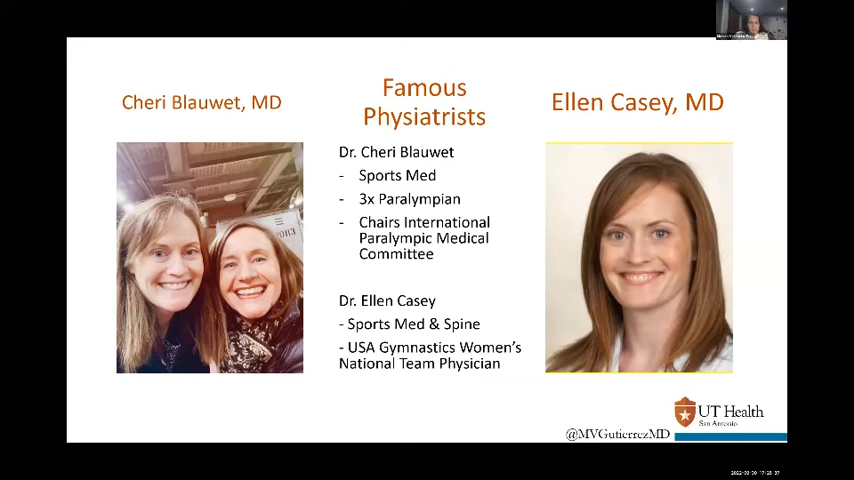 Cheri Blauwet, MD
Famous
Physiatrists
Ellen Casey, MD
Dr. Cheri Blauwet
- Sports Med
- 3x Paralympian
- Chairs International
Paralympic Medical
Committee
Dr. Ellen Casey
- Sports Med & Spine
- USA Gymnastics Women's
National Team Physician
UT Health
San Antonio
@MVGutierrezMD